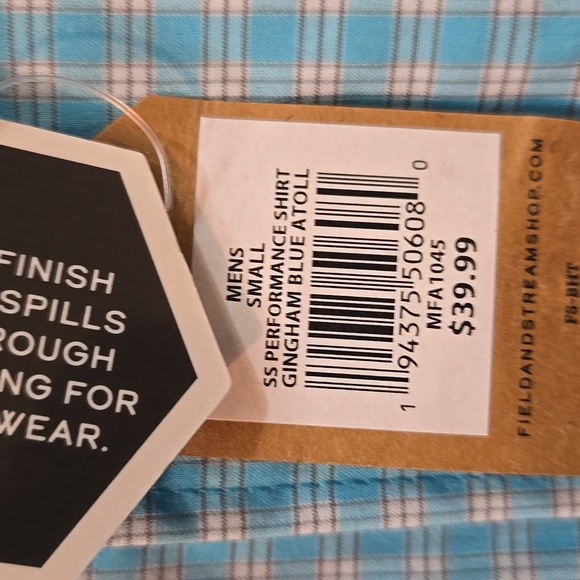 FINISH
SPILLS
ROUGH
NG FOR
WEAR.
MENS
SMALL
SS PERFORMANCE SHIRT
GINGHAM BLUE ATOLL
1 94375 50608 0
MFA1045
$39.99
FIELDANDSTREAMSHOP.COM